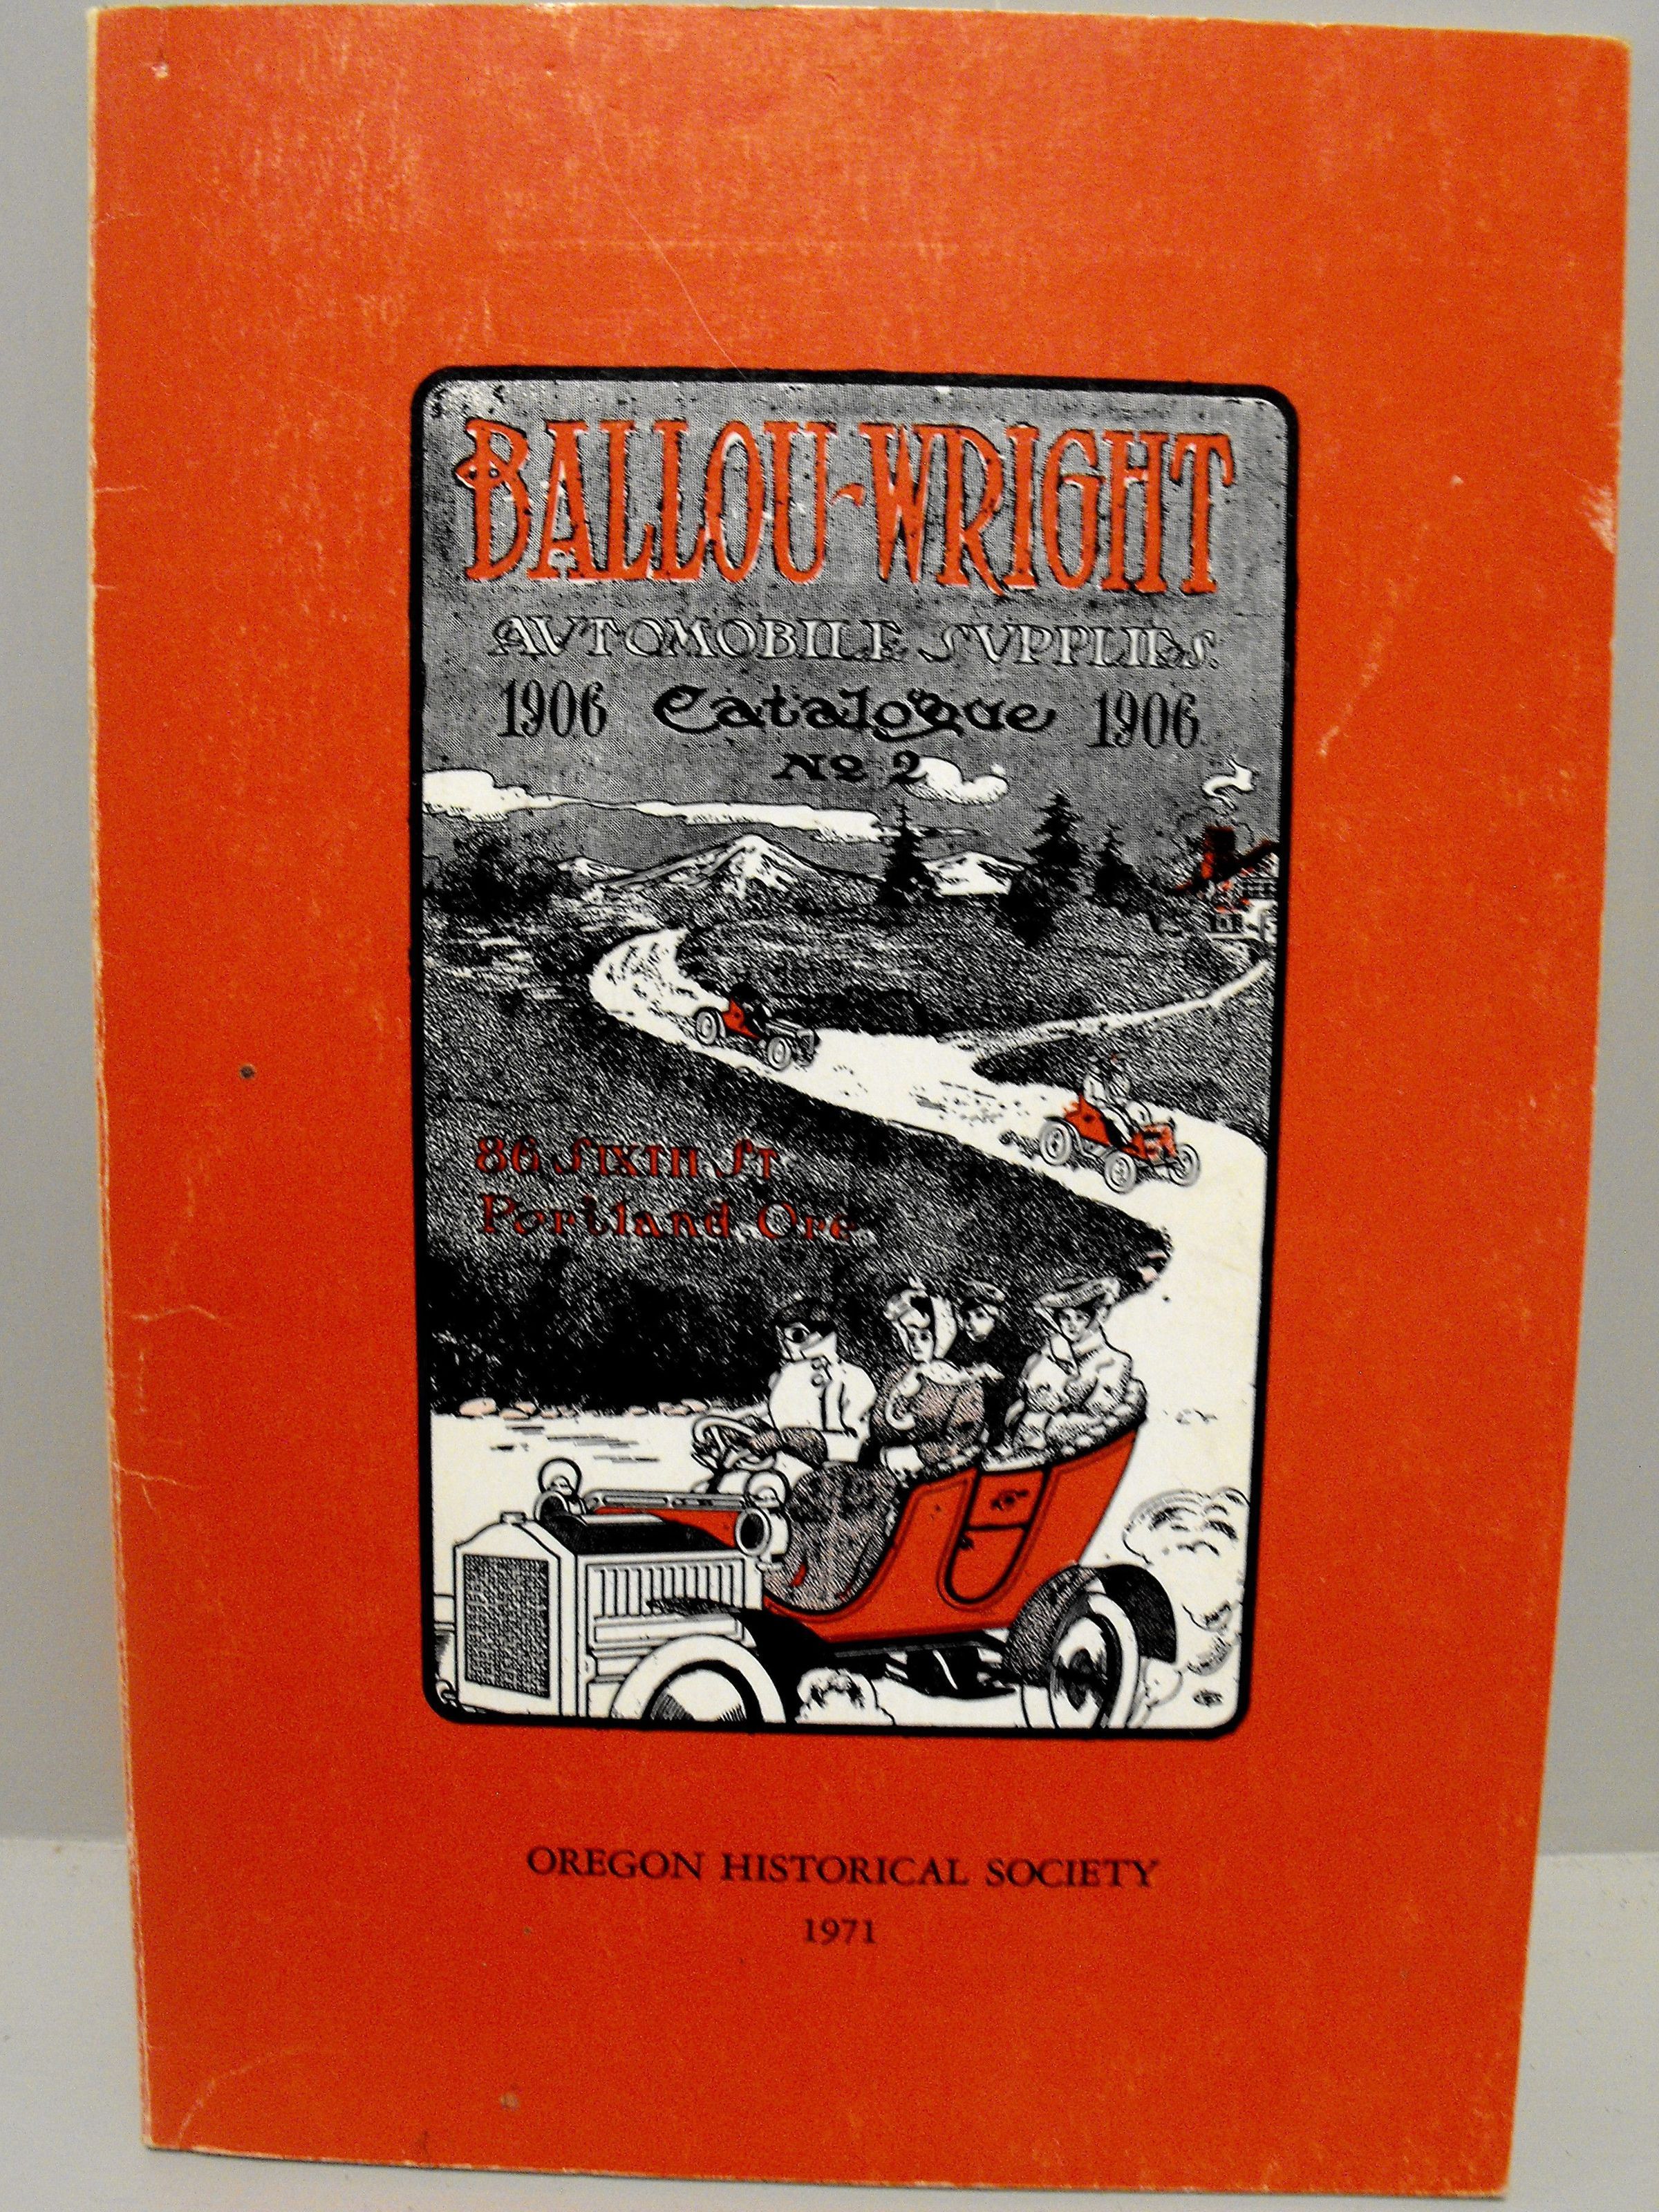 BALLOU-WRIGHT
AVTOMOBILE SVPPLIES.
1906 Catalogue 1906
No 2
86 SIXTH ST
Portland Ore.
OREGON HISTORICAL SOCIETY
1971